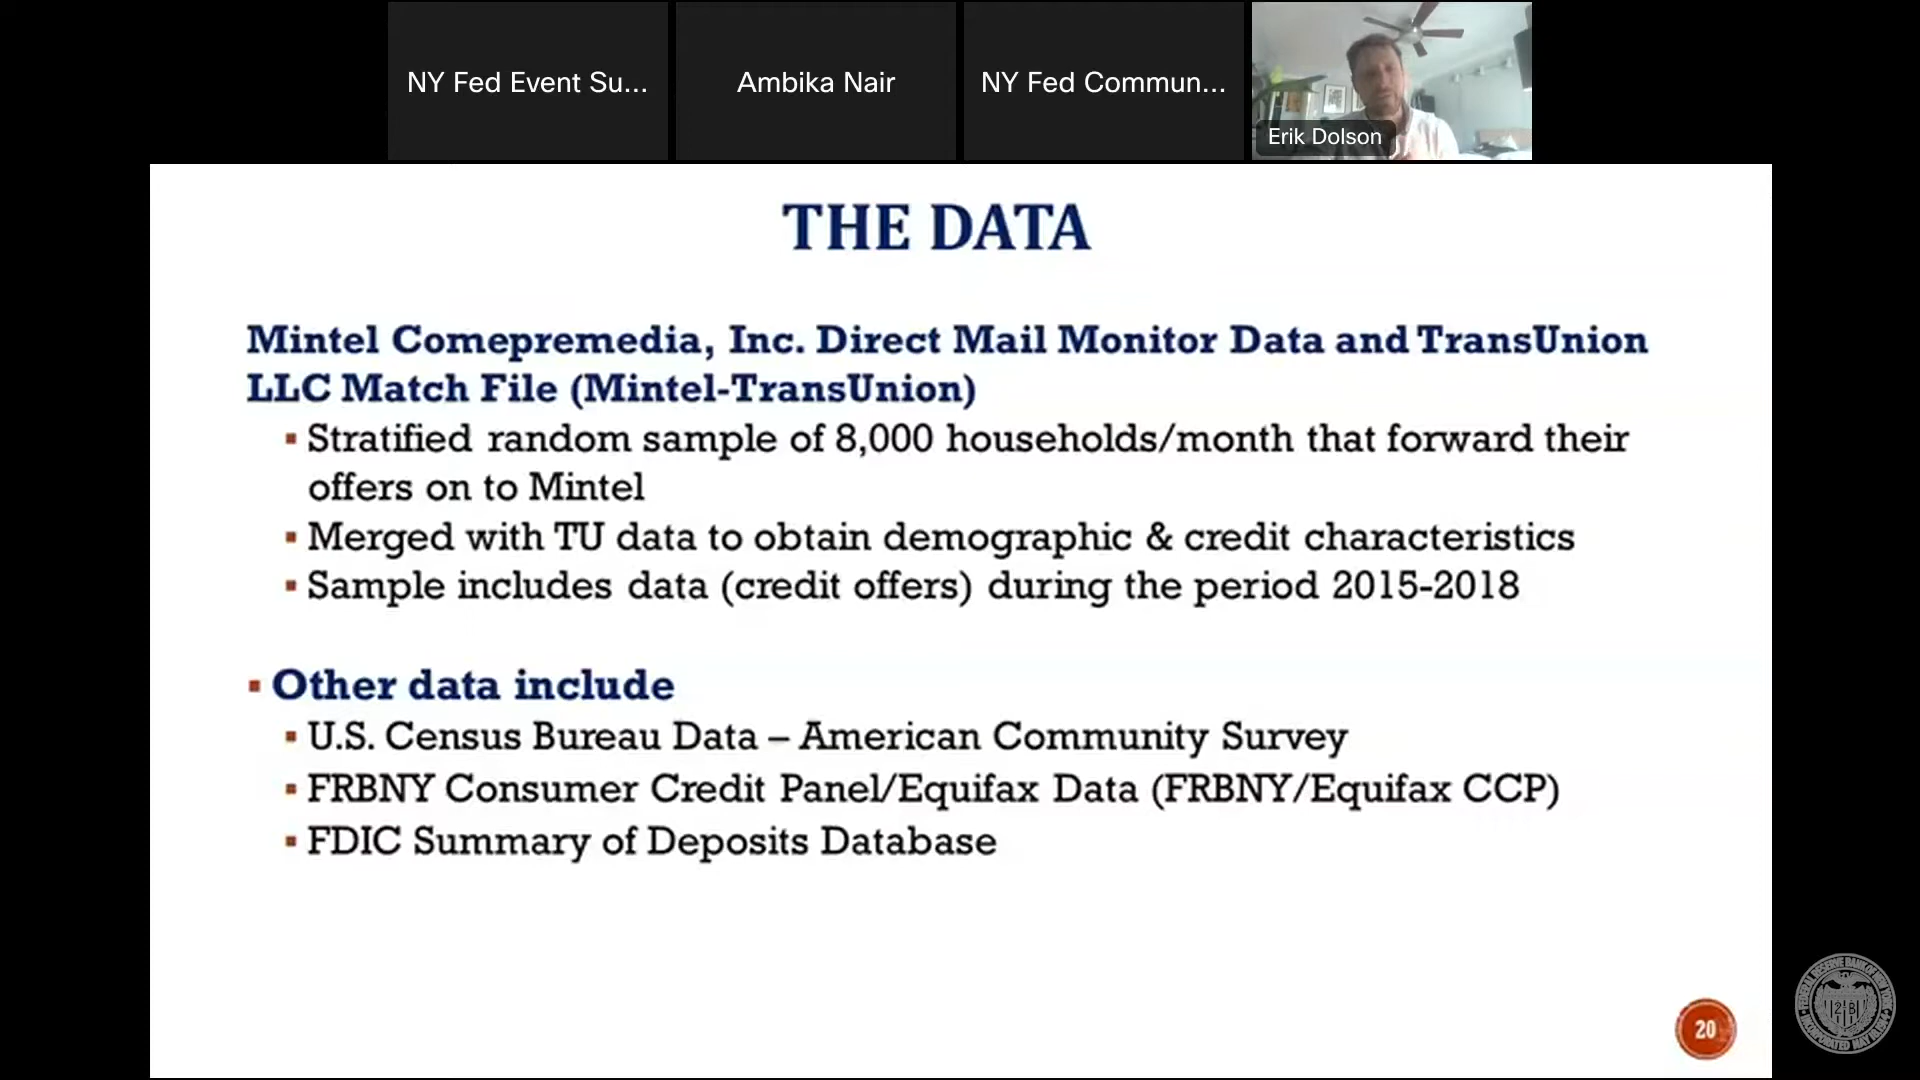 NY Fed Event Su...
Ambika Nair
NY Fed Commun...
Erik Dolson
THE DATA
Mintel Comepremedia, Inc. Direct Mail Monitor Data and TransUnion
LLC Match File (Mintel-TransUnion)
▪ Stratified random sample of 8,000 households/month that forward their
offers on to Mintel
▪ Merged with TU data to obtain demographic & credit characteristics
▪ Sample includes data (credit offers) during the period 2015-2018
▪ Other data include
▪ U.S. Census Bureau Data – American Community Survey
▪ FRBNY Consumer Credit Panel/Equifax Data (FRBNY/Equifax CCP)
▪ FDIC Summary of Deposits Database
20